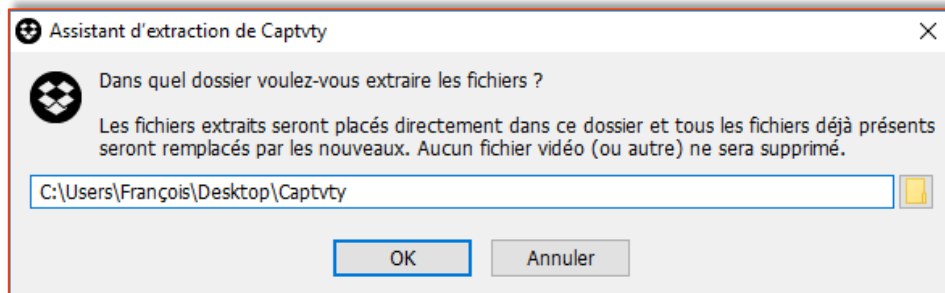 Assistant d'extraction de Captvty
Dans quel dossier voulez-vous extraire les fichiers ?
Les fichiers extraits seront placés directement dans ce dossier et tous les fichiers déjà présents
seront remplacés par les nouveaux. Aucun fichier vidéo (ou autre) ne sera supprimé.
C:\Users\François\Desktop\Captvty
OK
Annuler